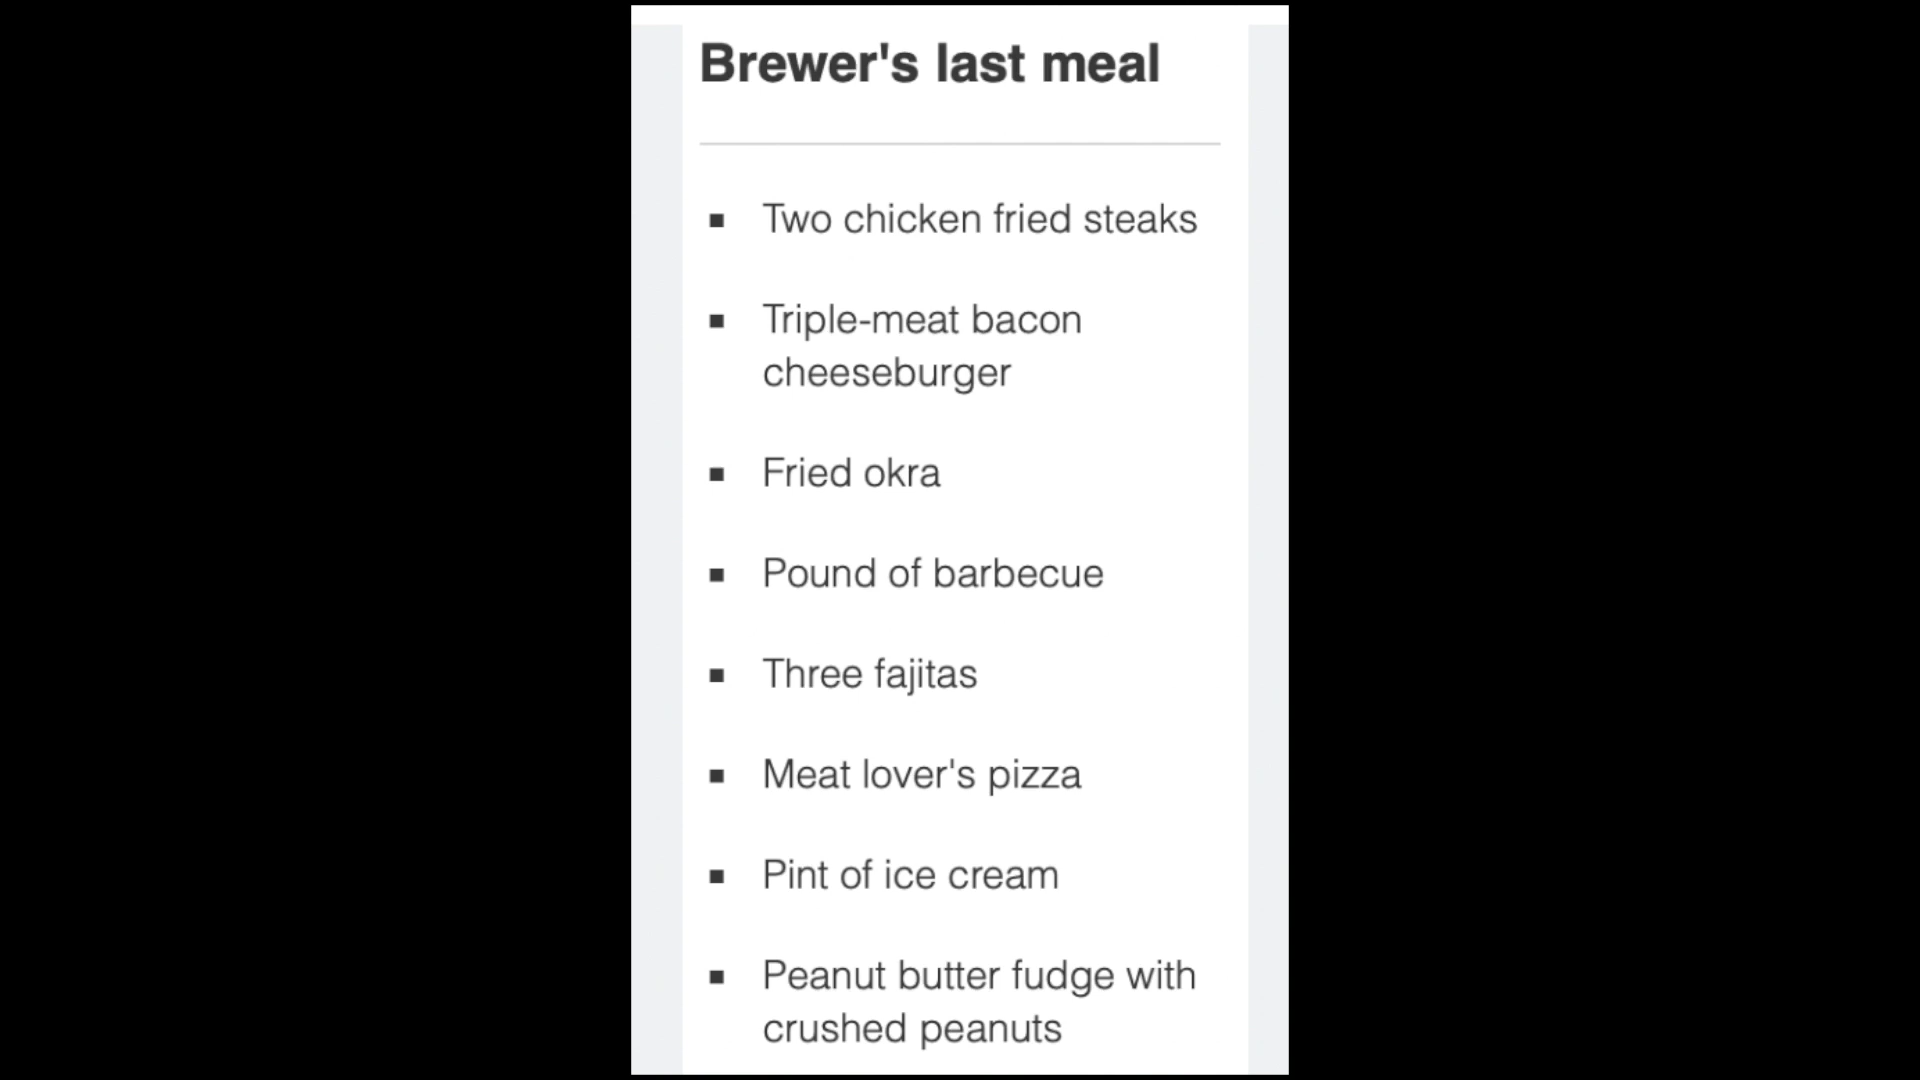 Brewer's last meal
Two chicken fried steaks
Triple-meat bacon
cheeseburger
Fried okra
Pound of barbecue
Three fajitas
Meat lover's pizza
Pint of ice cream
Peanut butter fudge with
crushed peanuts